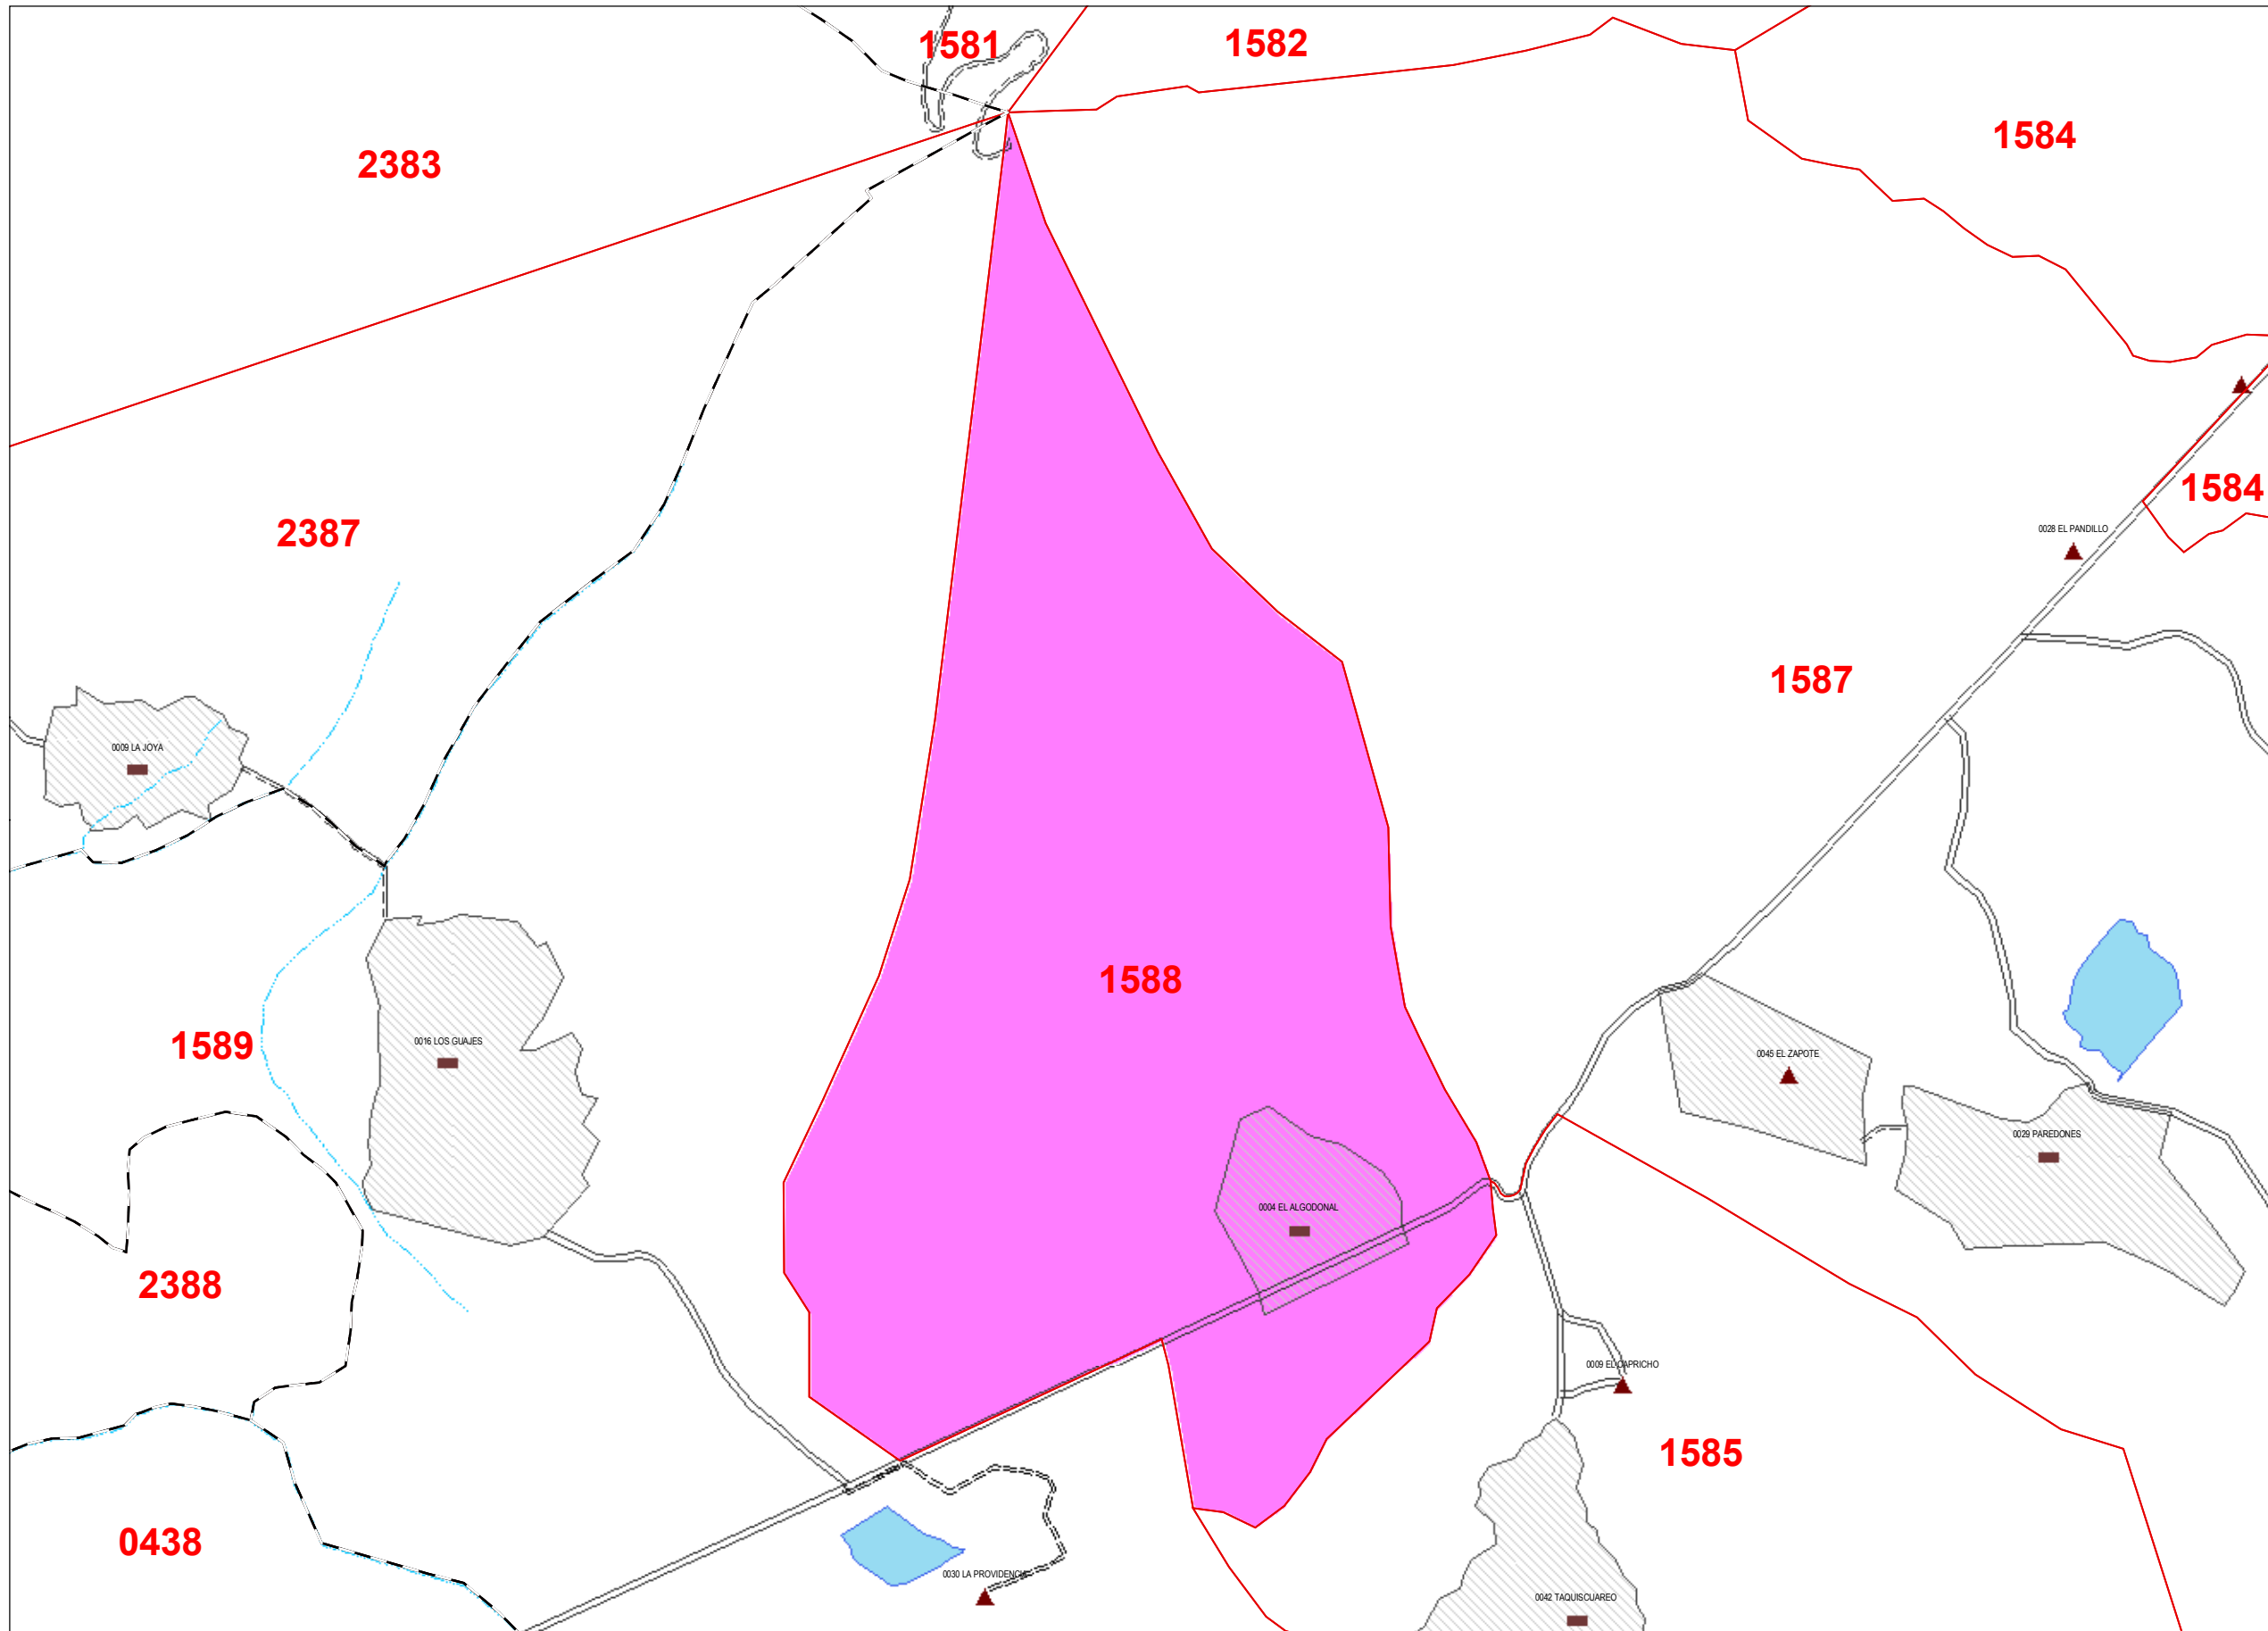 1581
1582
1584
2383
1584
0028 EL PANDILLO
2387
1587
0009 LA JOYA
1588
1589
0016 LOS GUAJES
0045 EL ZAPOTE
0029 PAREDONES
0004 EL ALGODONAL
2388
0009 EL CAPRICHO
1585
0438
0030 LA PROVIDENCIA
0042 TAQUISCUAREO